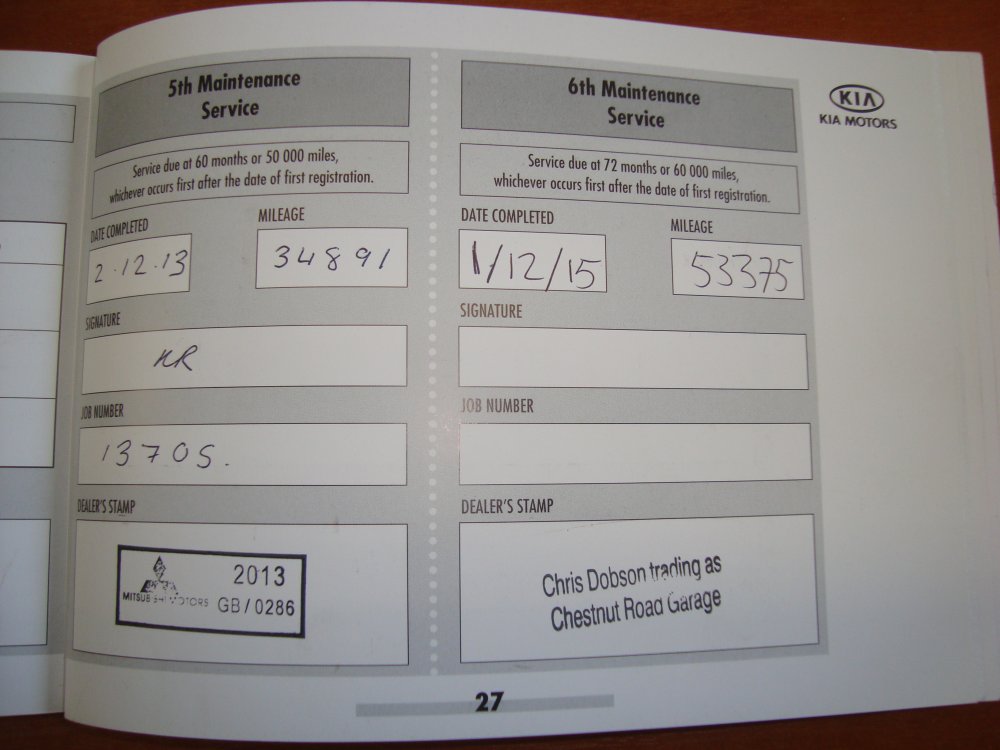 5th Maintenance
Service
Service due at 60 months or 50 000 miles,
whichever occurs first after the date of first registration.
DATE COMPLETED
MILEAGE
2.12.13
34891
SIGNATURE
KR
JOB NUMBER
13705.
DEALER'S STAMP
MITSUBISHI MOTORS
2013
GB/0286
6th Maintenance
Service
Service due at 72 months or 60 000 miles,
whichever occurs first after the date of first registration.
DATE COMPLETED
MILEAGE
1/12/15
53375
SIGNATURE
JOB NUMBER
DEALER'S STAMP
Chris Dobson trading as
Chestnut Road Garage
KIA
KIA MOTORS
27